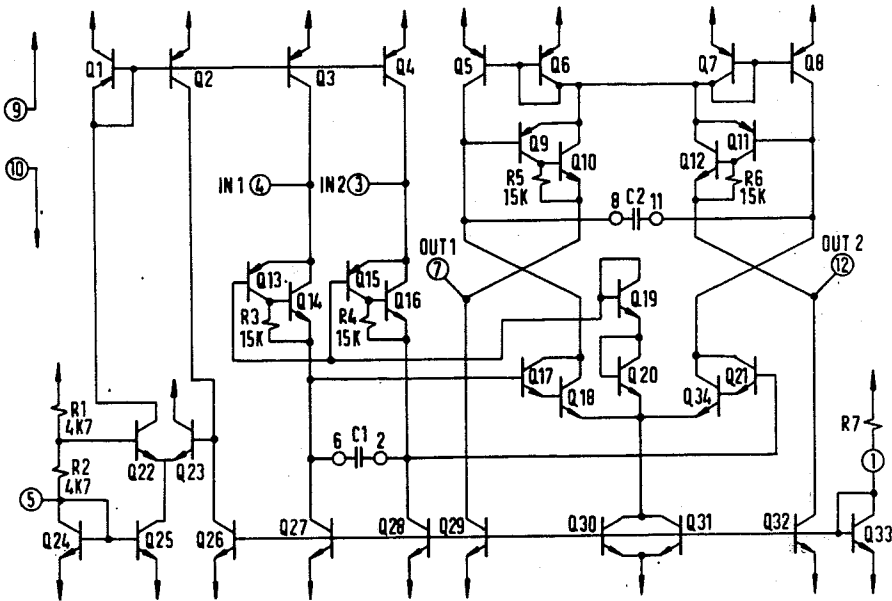 Q1
Q2
Q3
Q4
Q5
Q6
Q7
Q8
9
10
Q9
Q10
Q12
Q11
R5
15K
R6
15K
IN 1 4
IN2 3
8 C2 11
OUT 1
7
OUT 2
12
Q13
Q14
Q15
Q16
R3
15K
R4
15K
Q19
Q20
Q17
Q18
Q34
Q21
R1
4K7
R2
4K7
Q22
Q23
6 C1 2
R7
1
5
Q24
Q25
Q26
Q27
Q28
Q29
Q30
Q31
Q32
Q33